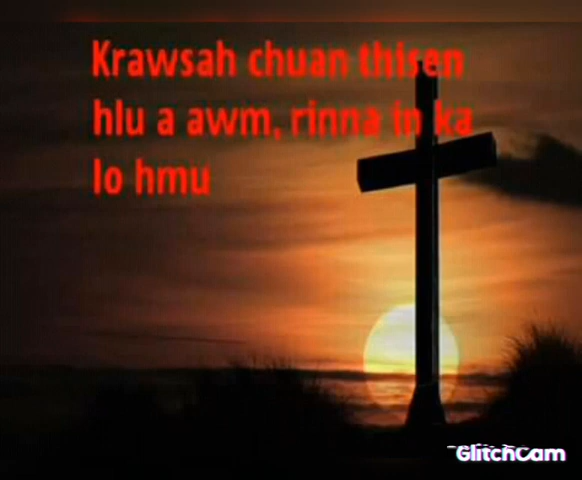 Krawsah chuan thisen
hlu a awm, rinna in ka
lo hmu
GlitchCam